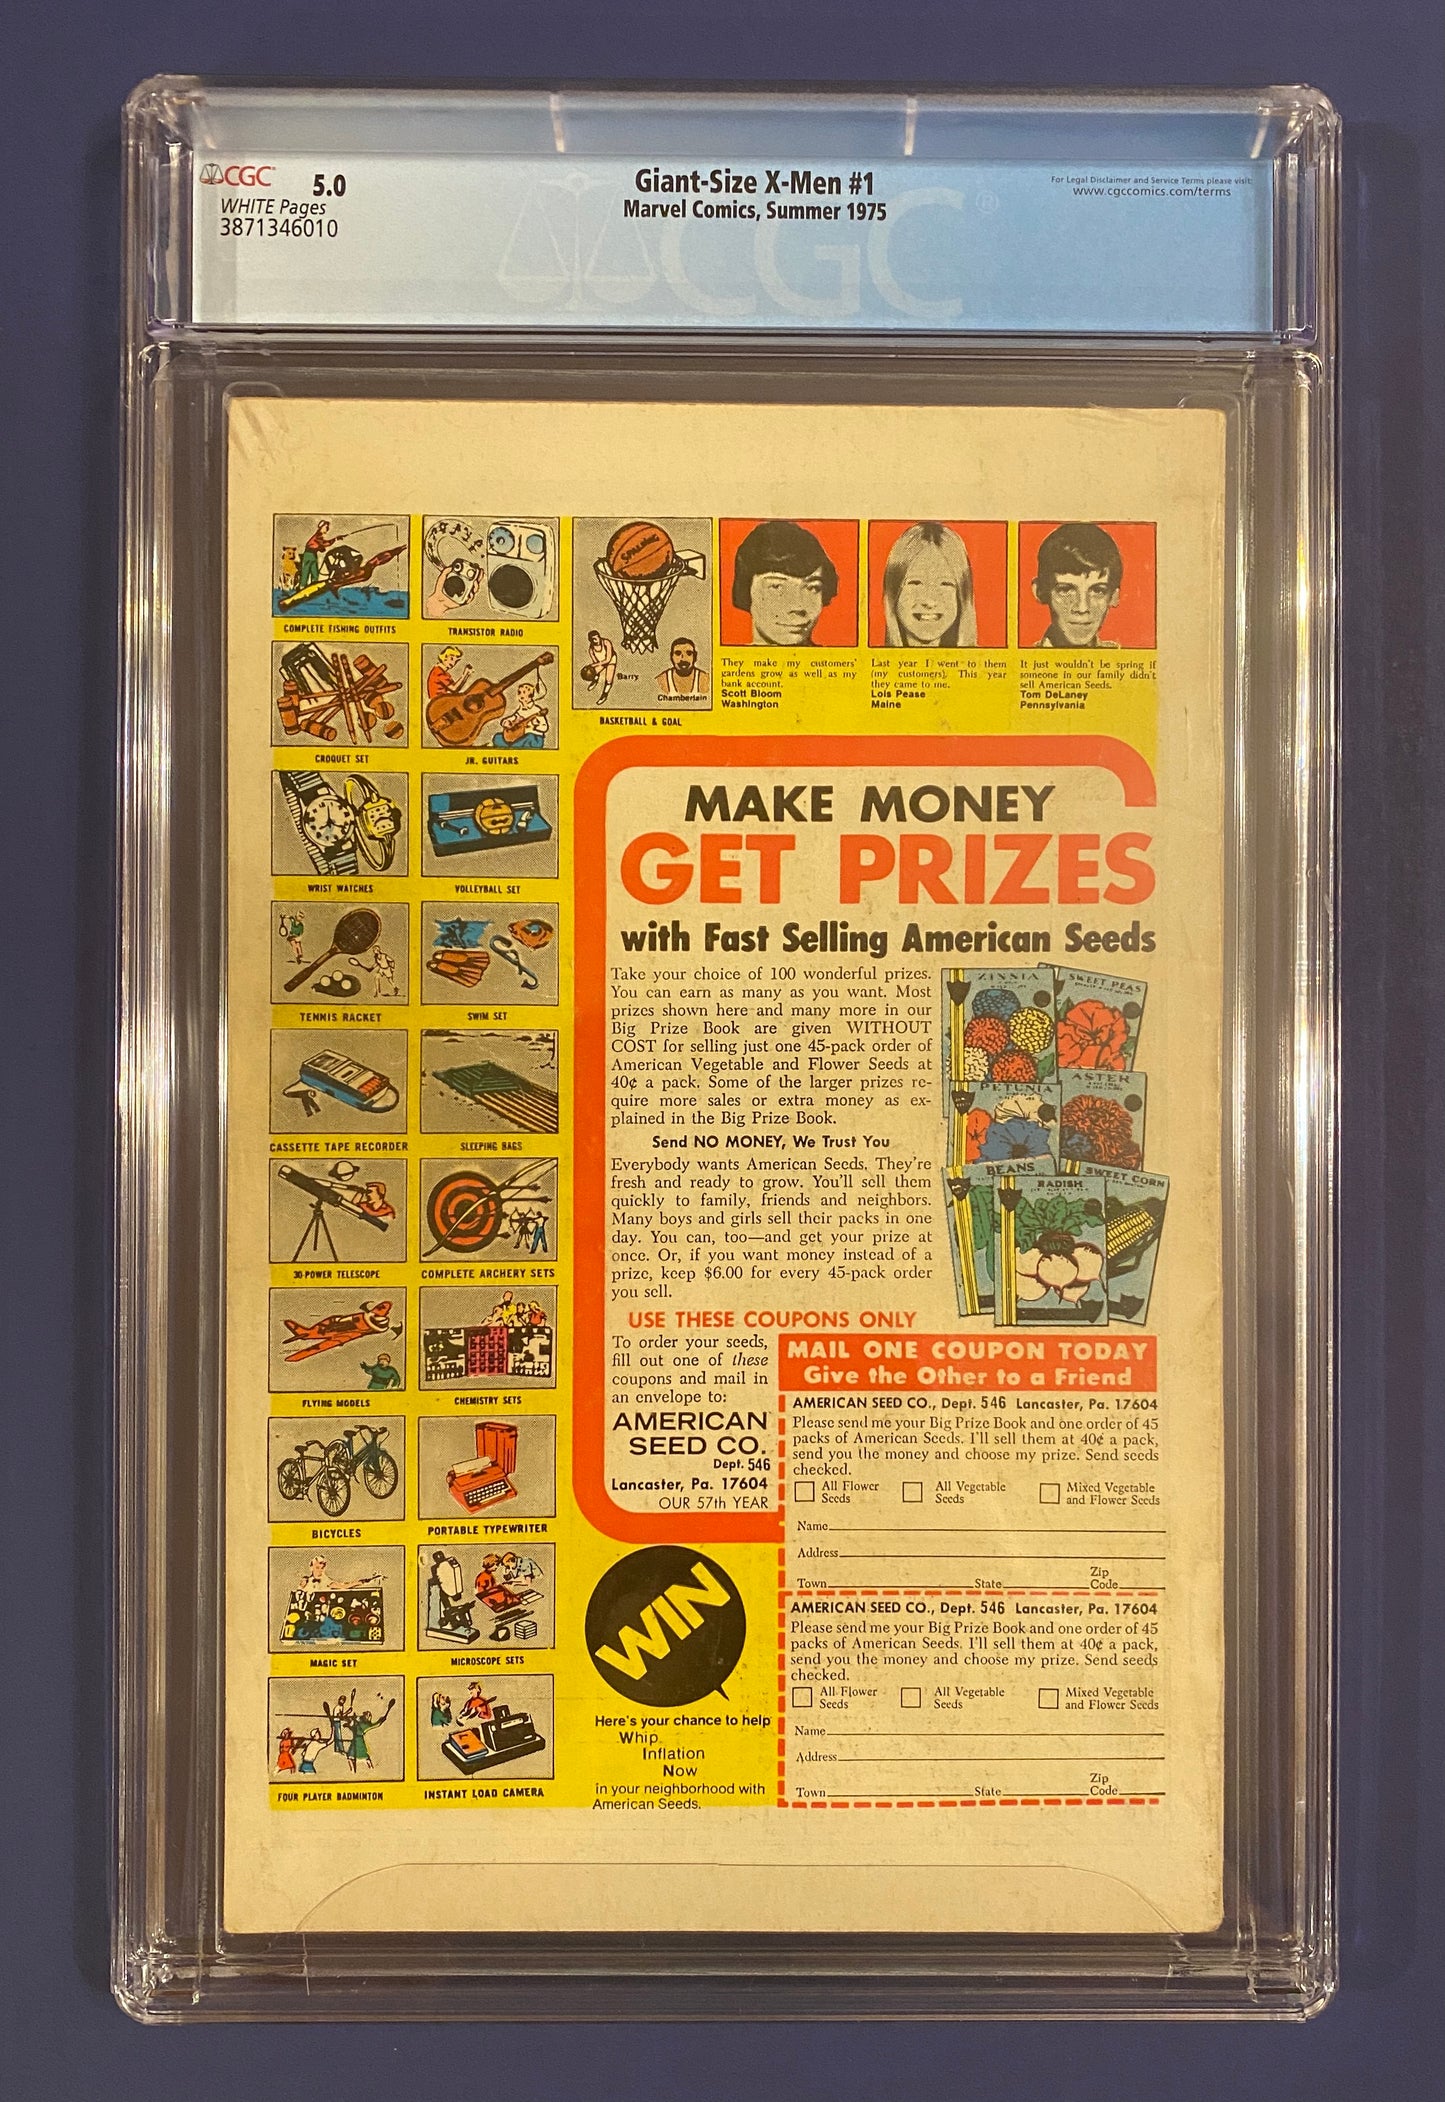 CGC
5.0
WHITE Pages
3871346010
Giant-Size X-Men #1
Marvel Comics, Summer 1975
For Legal Disclaimer and Service Terms please visit:
www.cgccomics.com/terms
CGC
COMPLETE FISHING OUTFITS
TRANSISTOR RADIO
SPALDING
Barry
Chamberlain
BASKETBALL & GOAL
CROQUET SET
JR. GUITARS
WRIST WATCHES
VOLLEYBALL SET
TENNIS RACKET
SWIM SET
CASSETTE TAPE RECORDER
SLEEPING BAGS
30-POWER TELESCOPE
COMPLETE ARCHERY SETS
FLYING MODELS
CHEMISTRY SETS
BICYCLES
PORTABLE TYPEWRITER
MAGIC SET
MICROSCOPE SETS
FOUR PLAYER BADMINTON
INSTANT LOAD CAMERA
They make my customers'
gardens grow as well as my
bank account.
Scott Bloom
Washington
Last year I went to them
(my customers). This year
they came to me.
Lois Pease
Maine
It just wouldn't be spring if
someone in our family didn't
sell American Seeds.
Tom DeLaney
Pennsylvania
MAKE MONEY
GET PRIZES
with Fast Selling American Seeds
Take your choice of 100 wonderful prizes.
You can earn as many as you want. Most
prizes shown here and many more in our
Big Prize Book are given WITHOUT
COST for selling just one 45-pack order of
American Vegetable and Flower Seeds at
40¢ a pack. Some of the larger prizes re-
quire more sales or extra money as ex-
plained in the Big Prize Book.
Send NO MONEY, We Trust You
Everybody wants American Seeds. They're
fresh and ready to grow. You'll sell them
quickly to family, friends and neighbors.
Many boys and girls sell their packs in one
day. You can, too—and get your prize at
once. Or, if you want money instead of a
prize, keep $6.00 for every 45-pack order
you sell.
ZINNIA
SWEET PEAS
PETUNIA
ASTER
BEANS
RADISH
SWEET CORN
USE THESE COUPONS ONLY
To order your seeds,
fill out one of these
coupons and mail in
an envelope to:
AMERICAN
SEED CO.
Dept. 546
Lancaster, Pa. 17604
OUR 57th YEAR
MAIL ONE COUPON TODAY
Give the Other to a Friend
AMERICAN SEED CO., Dept. 546 Lancaster, Pa. 17604
Please send me your Big Prize Book and one order of 45
packs of American Seeds. I'll sell them at 40¢ a pack,
send you the money and choose my prize. Send seeds
checked.
All Flower
Seeds
All Vegetable
Seeds
Mixed Vegetable
and Flower Seeds
Name
Address
Town State Zip Code
AMERICAN SEED CO., Dept. 546 Lancaster, Pa. 17604
Please send me your Big Prize Book and one order of 45
packs of American Seeds. I'll sell them at 40¢ a pack,
send you the money and choose my prize. Send seeds
checked.
All Flower
Seeds
All Vegetable
Seeds
Mixed Vegetable
and Flower Seeds
Name
Address
Town State Zip Code
WIN
Here's your chance to help
Whip
Inflation
Now
in your neighborhood with
American Seeds.